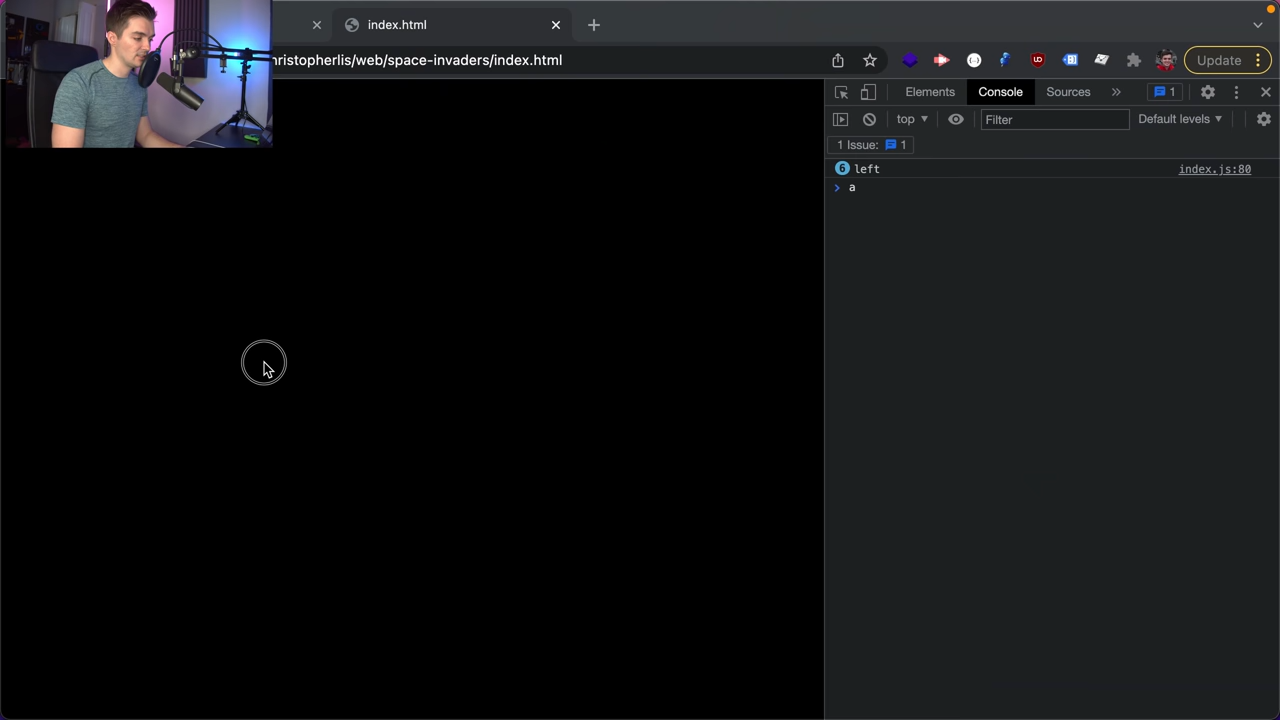 index.html
hristopherlis/web/space-invaders/index.html
Update
Elements
Console
Sources
1
top
Filter
Default levels
1 Issue:
1
6 left
index.js:80
a